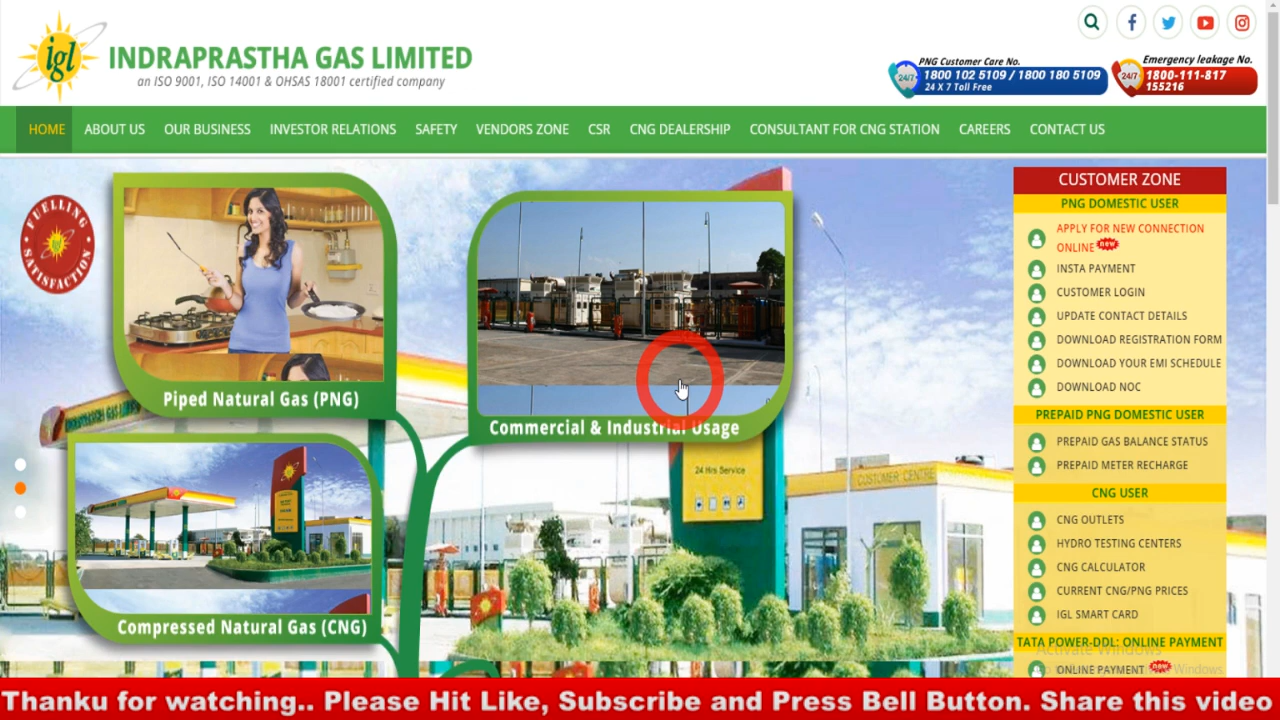 igl
INDRAPRASTHA GAS LIMITED
an ISO 9001, ISO 14001 & OHSAS 18001 certified company
PNG Customer Care No.
24/7
1800 102 5109 / 1800 180 5109
24 X 7 Toll Free
Emergency leakage No.
24/7
1800-111-817
155216
HOME ABOUT US OUR BUSINESS INVESTOR RELATIONS SAFETY VENDORS ZONE CSR CNG DEALERSHIP CONSULTANT FOR CNG STATION CAREERS CONTACT US
FUELLING
SATISFACTION
Piped Natural Gas (PNG)
Commercial & Industrial Usage
Compressed Natural Gas (CNG)
24 Hrs Service
CUSTOMER CENTRE
CUSTOMER ZONE
PNG DOMESTIC USER
APPLY FOR NEW CONNECTION
ONLINE new
INSTA PAYMENT
CUSTOMER LOGIN
UPDATE CONTACT DETAILS
DOWNLOAD REGISTRATION FORM
DOWNLOAD YOUR EMI SCHEDULE
DOWNLOAD NOC
PREPAID PNG DOMESTIC USER
PREPAID GAS BALANCE STATUS
PREPAID METER RECHARGE
CNG USER
CNG OUTLETS
HYDRO TESTING CENTERS
CNG CALCULATOR
CURRENT CNG/PNG PRICES
IGL SMART CARD
TATA POWER-DDL: ONLINE PAYMENT
Activate Windows
ONLINE PAYMENT new
Windows.
Thanku for watching.. Please Hit Like, Subscribe and Press Bell Button. Share this video